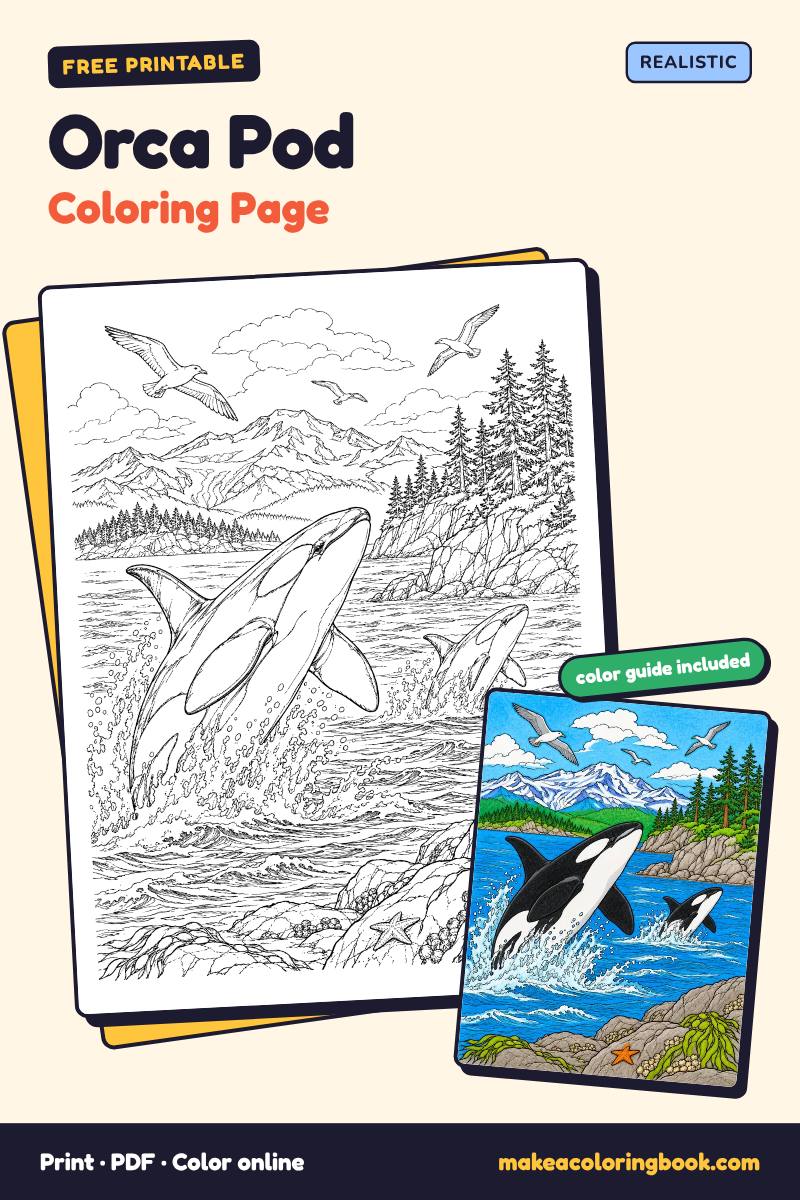 FREE PRINTABLE
REALISTIC
Orca Pod
Coloring Page
color guide included
Print · PDF · Color online
makeacoloringbook.com